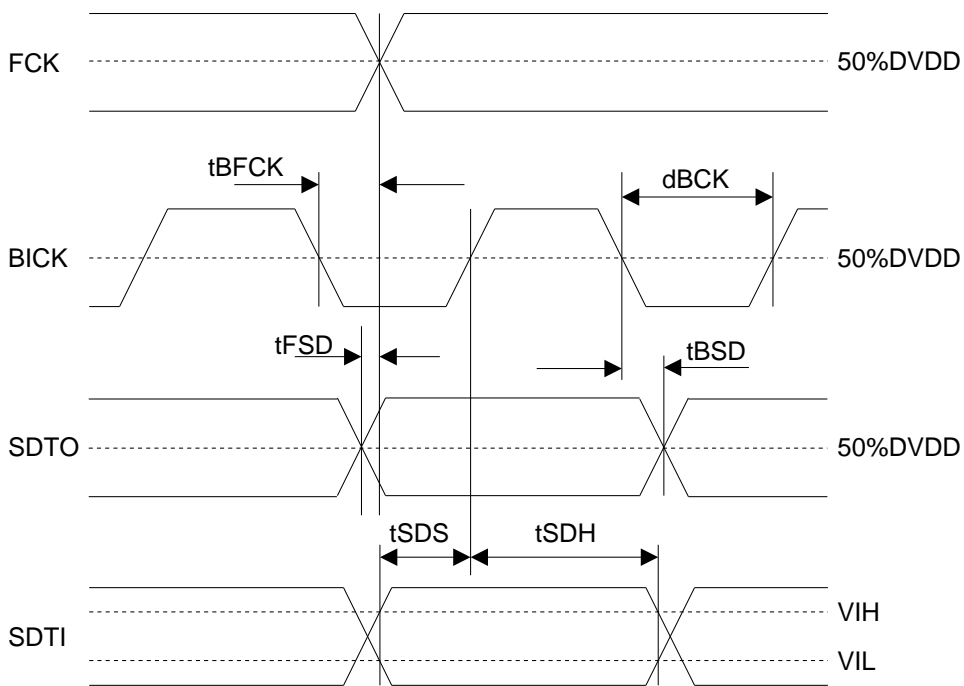 FCK
50%DVDD
tBFCK
dBCK
BICK
50%DVDD
tFSD
tBSD
SDTO
50%DVDD
tSDS
tSDH
VIH
SDTI
VIL